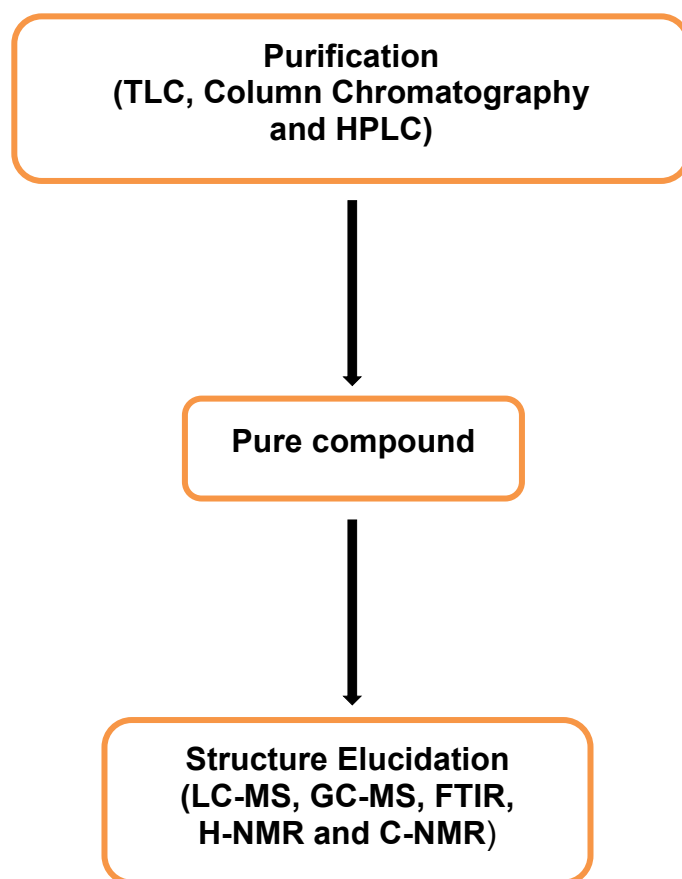 Purification
(TLC, Column Chromatography
and HPLC)
Pure compound
Structure Elucidation
(LC-MS, GC-MS, FTIR,
H-NMR and C-NMR)